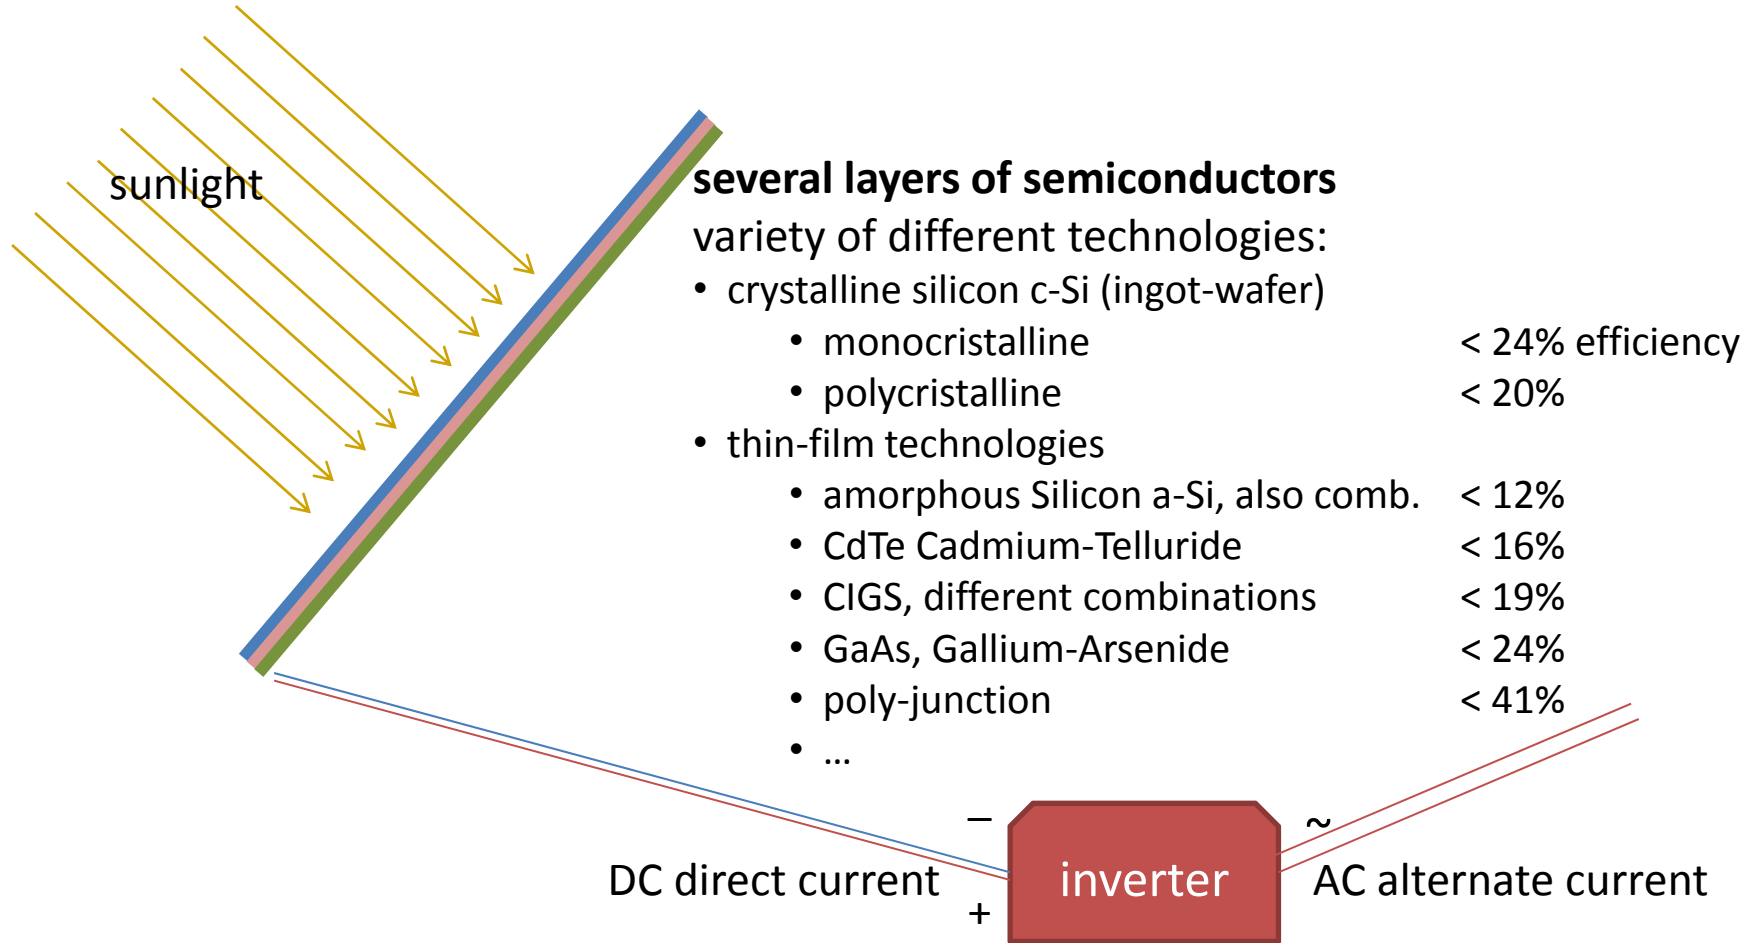 sunlight
several layers of semiconductors
variety of different technologies:
• crystalline silicon c-Si (ingot-wafer)
• monocristalline < 24% efficiency
• polycristalline < 20%
• thin-film technologies
• amorphous Silicon a-Si, also comb. < 12%
• CdTe Cadmium-Telluride < 16%
• CIGS, different combinations < 19%
• GaAs, Gallium-Arsenide < 24%
• poly-junction < 41%
• ...
– ~
DC direct current inverter AC alternate current
+